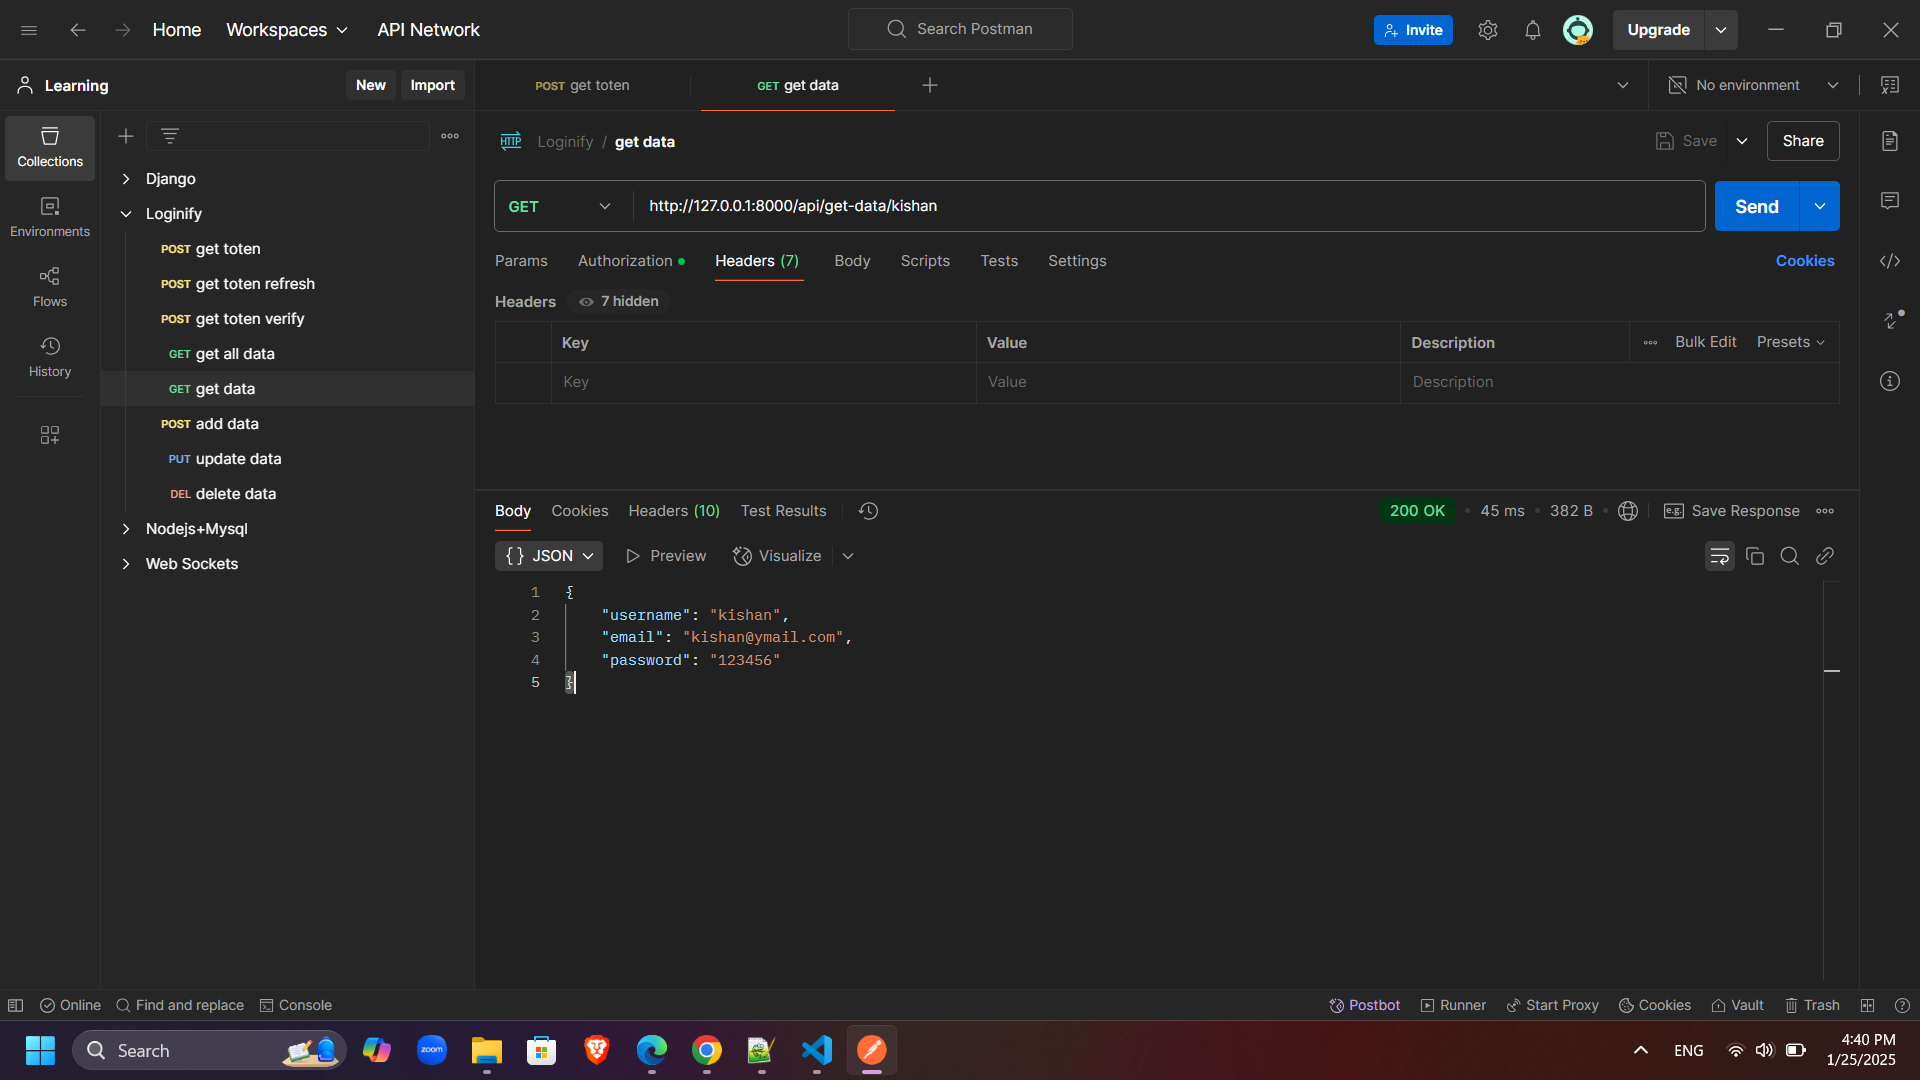 Home Workspaces API Network Search Postman Invite Upgrade
Learning New Import POST get toten GET get data No environment
Collections
Environments
Flows
History
Django
Loginify
POST get toten
POST get toten refresh
POST get toten verify
GET get all data
GET get data
POST add data
PUT update data
DEL delete data
Nodejs+Mysql
Web Sockets
HTTP Loginify / get data Save Share
GET http://127.0.0.1:8000/api/get-data/kishan Send
Params Authorization Headers (7) Body Scripts Tests Settings Cookies
Headers 7 hidden
Key Value Description Bulk Edit Presets
Key Value Description
Body Cookies Headers (10) Test Results 200 OK 45 ms 382 B e.g. Save Response
{} JSON Preview Visualize
1 {
2 "username": "kishan",
3 "email": "kishan@ymail.com",
4 "password": "123456"
5 }
Online Find and replace Console Postbot Runner Start Proxy Cookies Vault Trash
Search zoom ENG 4:40 PM
1/25/2025